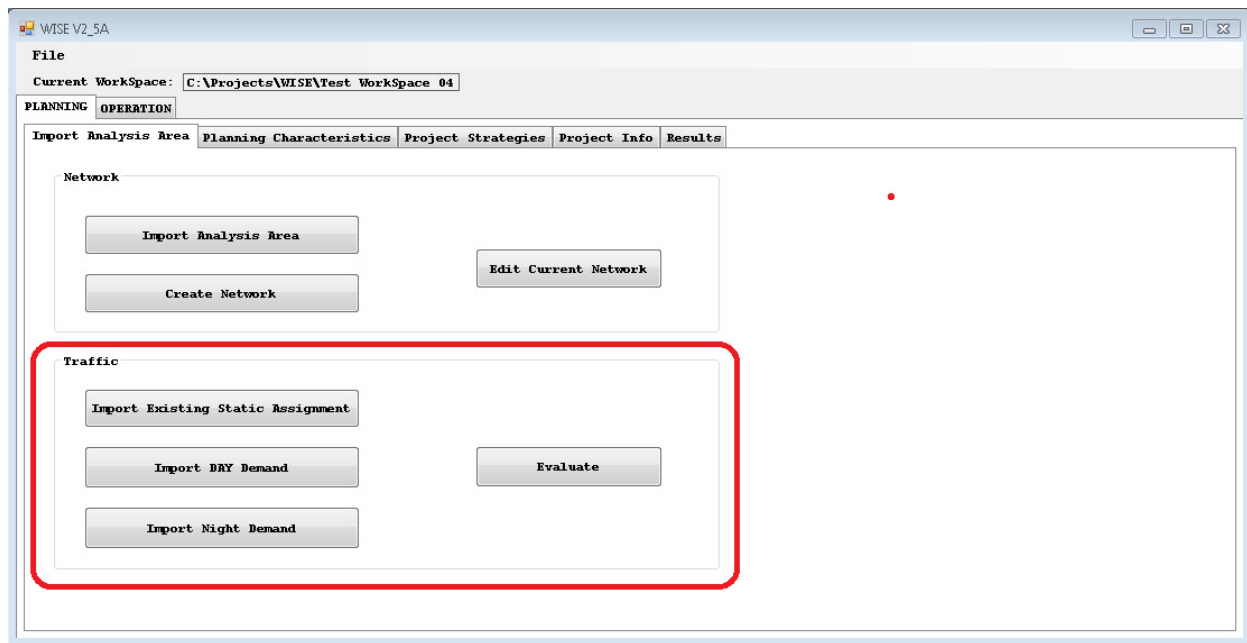 WISE V2_5A
File
Current WorkSpace: C:\Projects\WISE\Test WorkSpace 04
PLANNING OPERATION
Import Analysis Area Planning Characteristics Project Strategies Project Info Results
Network
Import Analysis Area
Edit Current Network
Create Network
Traffic
Import Existing Static Assignment
Import DAY Demand
Evaluate
Import Night Demand